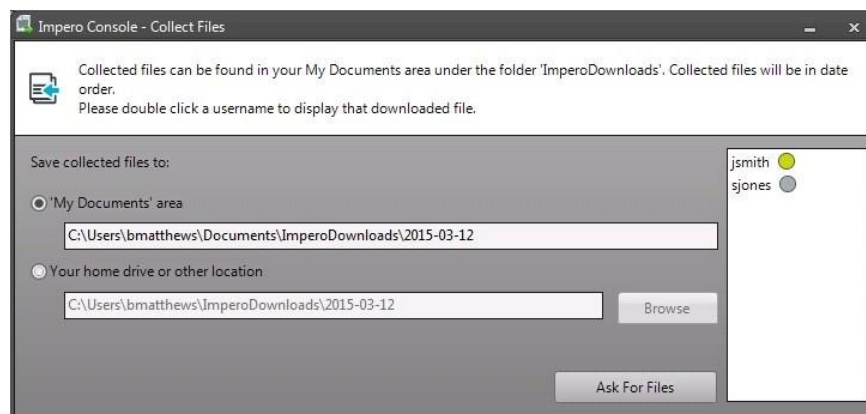 Impero Console - Collect Files
Collected files can be found in your My Documents area under the folder 'ImperoDownloads'. Collected files will be in date
order.
Please double click a username to display that downloaded file.
Save collected files to:
'My Documents' area
C:\Users\bmatthews\Documents\ImperoDownloads\2015-03-12
Your home drive or other location
C:\Users\bmatthews\ImperoDownloads\2015-03-12
Browse
Ask For Files
jsmith
sjones